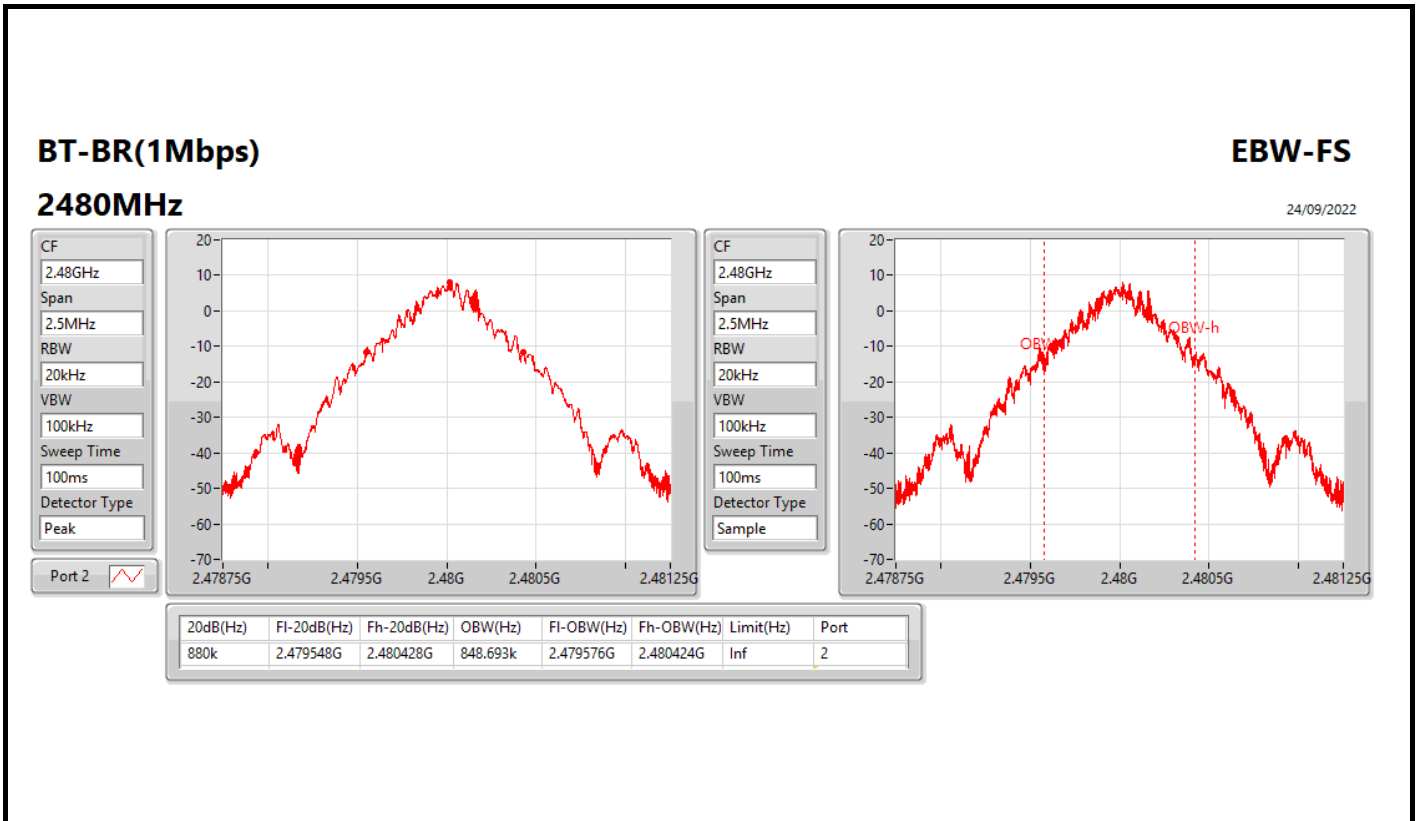 BT-BR(1Mbps)
EBW-FS
2480MHz
24/09/2022
CF
2.48GHz
Span
2.5MHz
RBW
20kHz
VBW
100kHz
Sweep Time
100ms
Detector Type
Peak
Port 2
20
10
0
-10
-20
-30
-40
-50
-60
-70
2.47875G 2.4795G 2.48G 2.4805G 2.48125G
CF
2.48GHz
Span
2.5MHz
RBW
20kHz
VBW
100kHz
Sweep Time
100ms
Detector Type
Sample
20
10
0
-10
-20
-30
-40
-50
-60
-70
OBW-h
2.47875G 2.4795G 2.48G 2.4805G 2.48125G
20dB(Hz) Fl-20dB(Hz) Fh-20dB(Hz) OBW(Hz) Fl-OBW(Hz) Fh-OBW(Hz) Limit(Hz) Port
880k 2.479548G 2.480428G 848.693k 2.479576G 2.480424G Inf 2